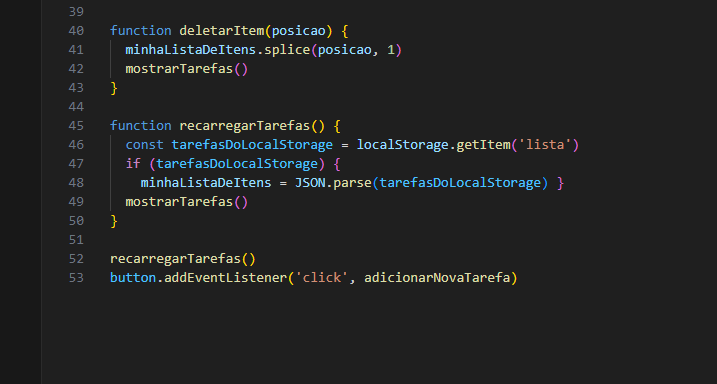 39
40 function deletarItem(posicao) {
41 minhaListaDeItens.splice(posicao, 1)
42 mostrarTarefas()
43 }
44
45 function recarregarTarefas() {
46 const tarefasDoLocalStorage = localStorage.getItem('lista')
47 if (tarefasDoLocalStorage) {
48 minhaListaDeItens = JSON.parse(tarefasDoLocalStorage) }
49 mostrarTarefas()
50 }
51
52 recarregarTarefas()
53 button.addEventListener('click', adicionarNovaTarefa)